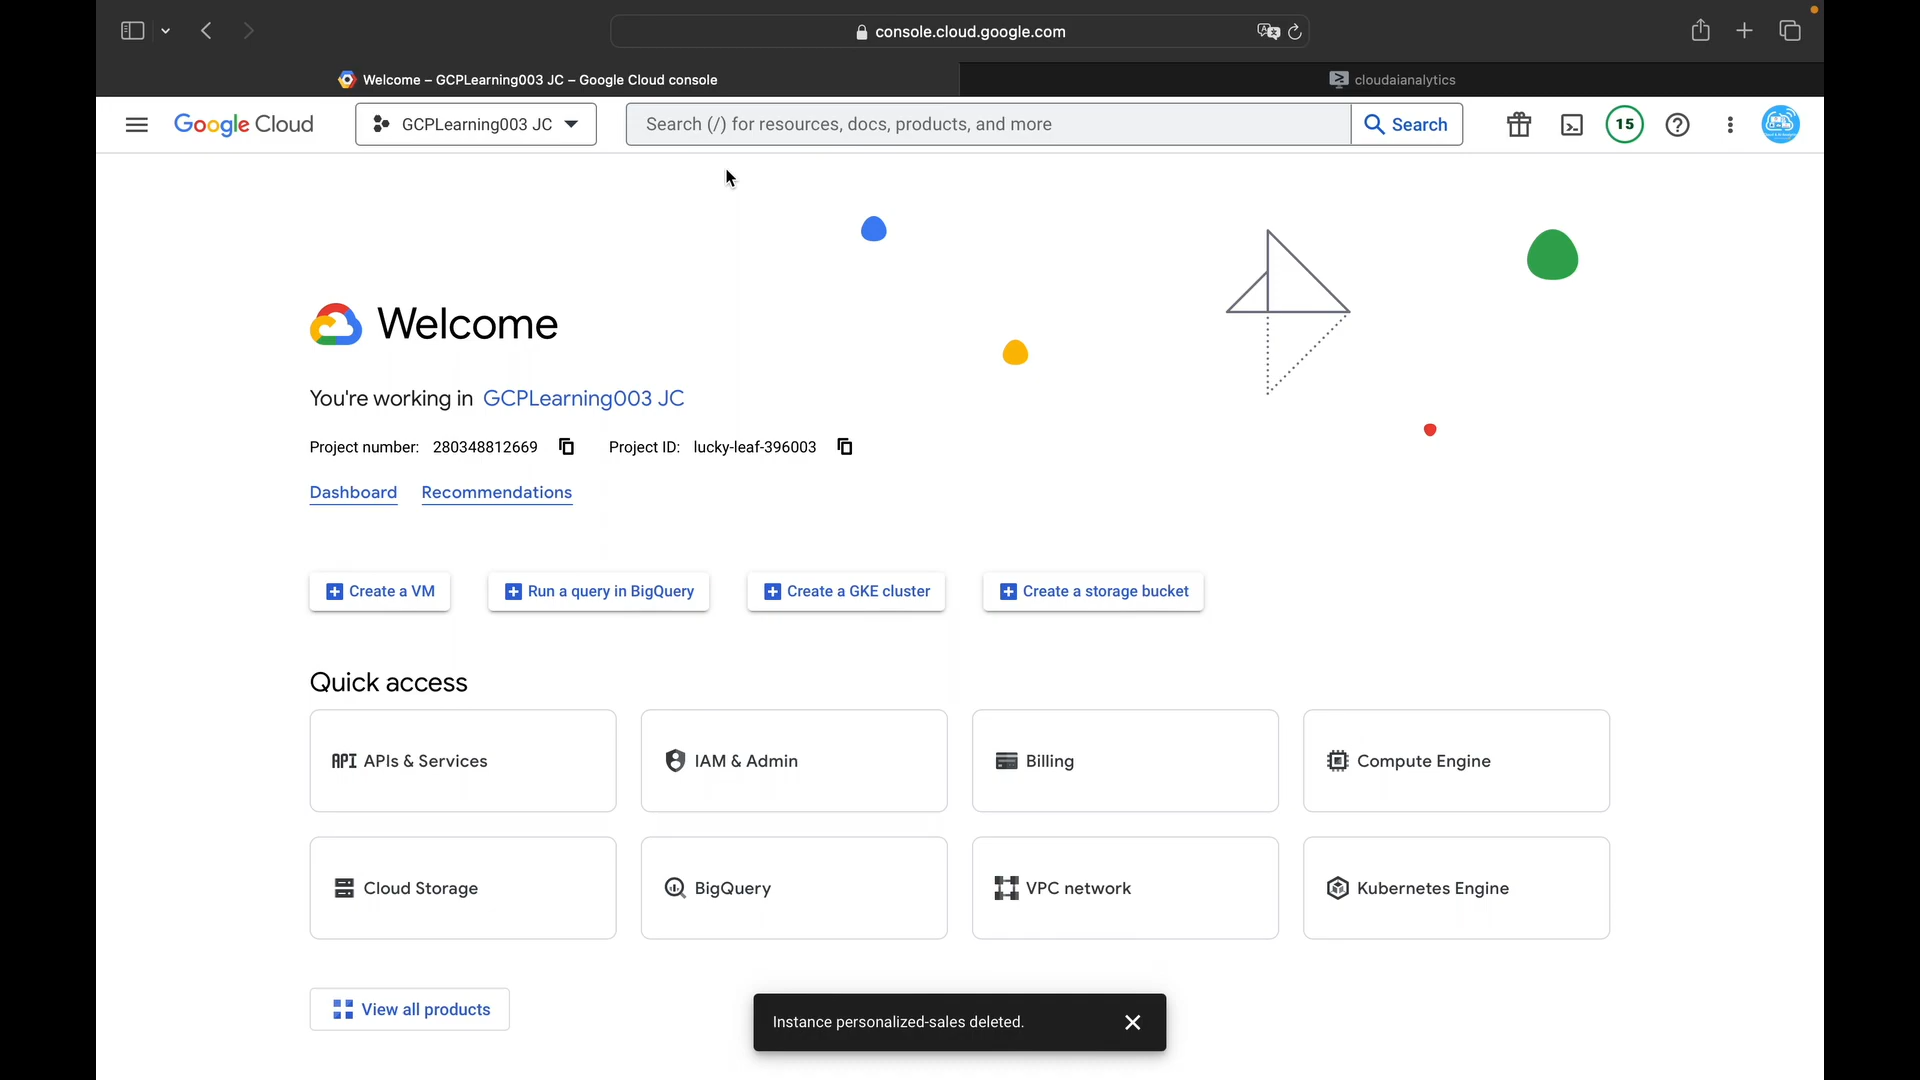 console.cloud.google.com
Welcome – GCPLearning003 JC – Google Cloud console
cloudaianalytics
Google Cloud
GCPLearning003 JC
Search (/) for resources, docs, products, and more
Search
15
Welcome
You're working in GCPLearning003 JC
Project number: 280348812669 Project ID: lucky-leaf-396003
Dashboard Recommendations
Create a VM
Run a query in BigQuery
Create a GKE cluster
Create a storage bucket
Quick access
API APIs & Services
IAM & Admin
Billing
Compute Engine
Cloud Storage
BigQuery
VPC network
Kubernetes Engine
View all products
Instance personalized-sales deleted.